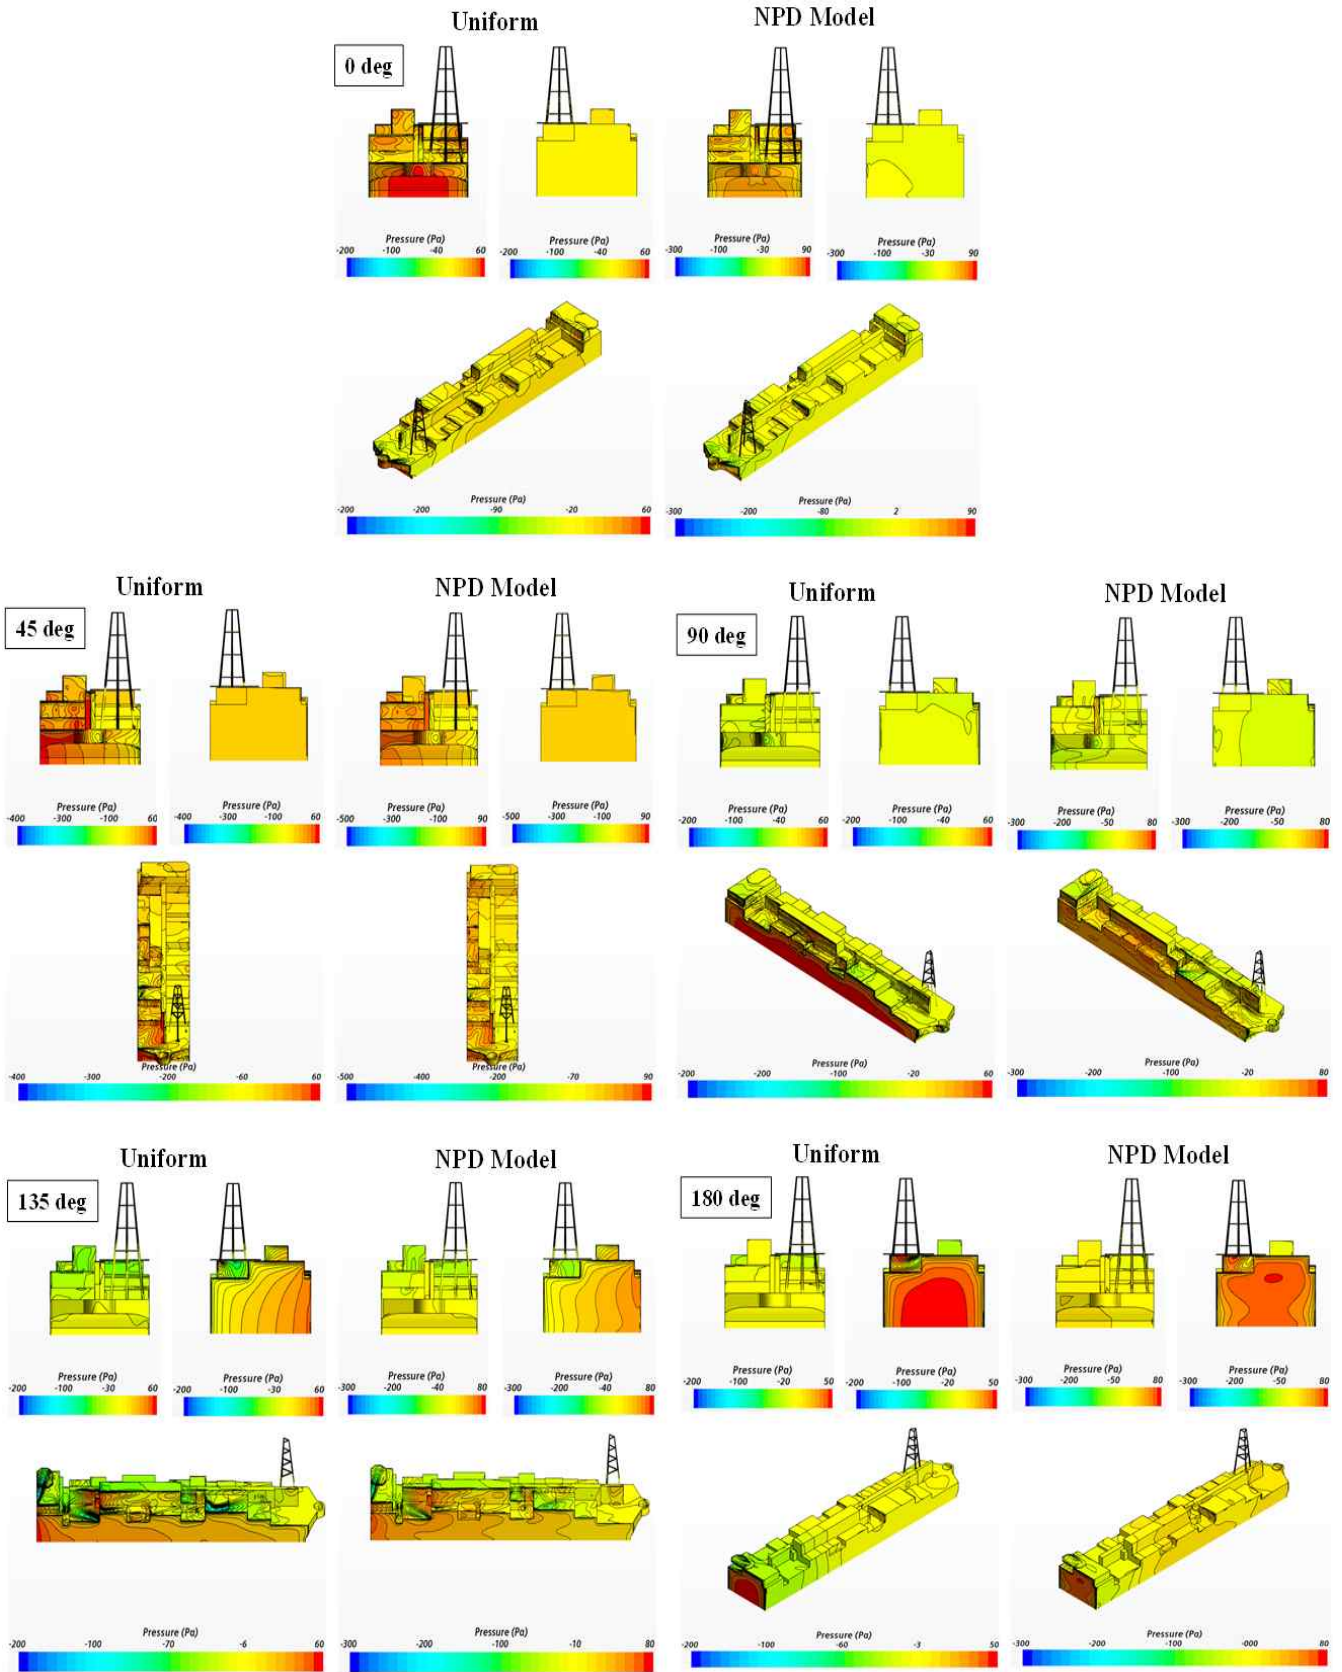 Uniform NPD Model
0 deg
Pressure (Pa) Pressure (Pa) Pressure (Pa) Pressure (Pa)
-200 -100 -40 60 -200 -100 -40 60 -300 -100 -30 90 -300 -100 -30 90
Pressure (Pa) Pressure (Pa)
-200 -200 -90 -20 60 -300 -200 -80 2 90
Uniform NPD Model
45 deg
Pressure (Pa) Pressure (Pa) Pressure (Pa) Pressure (Pa)
-400 -300 -100 60 -400 -300 -100 60 -500 -300 -100 90 -500 -300 -100 90
Pressure (Pa) Pressure (Pa)
-400 -300 -200 -60 60 -500 -400 -200 -70 90
Uniform NPD Model
90 deg
Pressure (Pa) Pressure (Pa) Pressure (Pa) Pressure (Pa)
-200 -100 -40 60 -200 -100 -40 60 -300 -200 -50 80 -300 -200 -50 80
Pressure (Pa) Pressure (Pa)
-200 -200 -100 -20 60 -300 -200 -100 -20 80
Uniform NPD Model
135 deg
Pressure (Pa) Pressure (Pa) Pressure (Pa) Pressure (Pa)
-200 -100 -30 60 -200 -100 -30 60 -300 -200 -40 80 -300 -200 -40 80
Pressure (Pa) Pressure (Pa)
-200 -100 -70 -6 60 -300 -200 -100 -10 80
Uniform NPD Model
180 deg
Pressure (Pa) Pressure (Pa) Pressure (Pa) Pressure (Pa)
-200 -100 -20 50 -200 -100 -20 50 -300 -200 -50 80 -300 -200 -50 80
Pressure (Pa) Pressure (Pa)
-200 -100 -60 -3 50 -300 -200 -100 -000 80